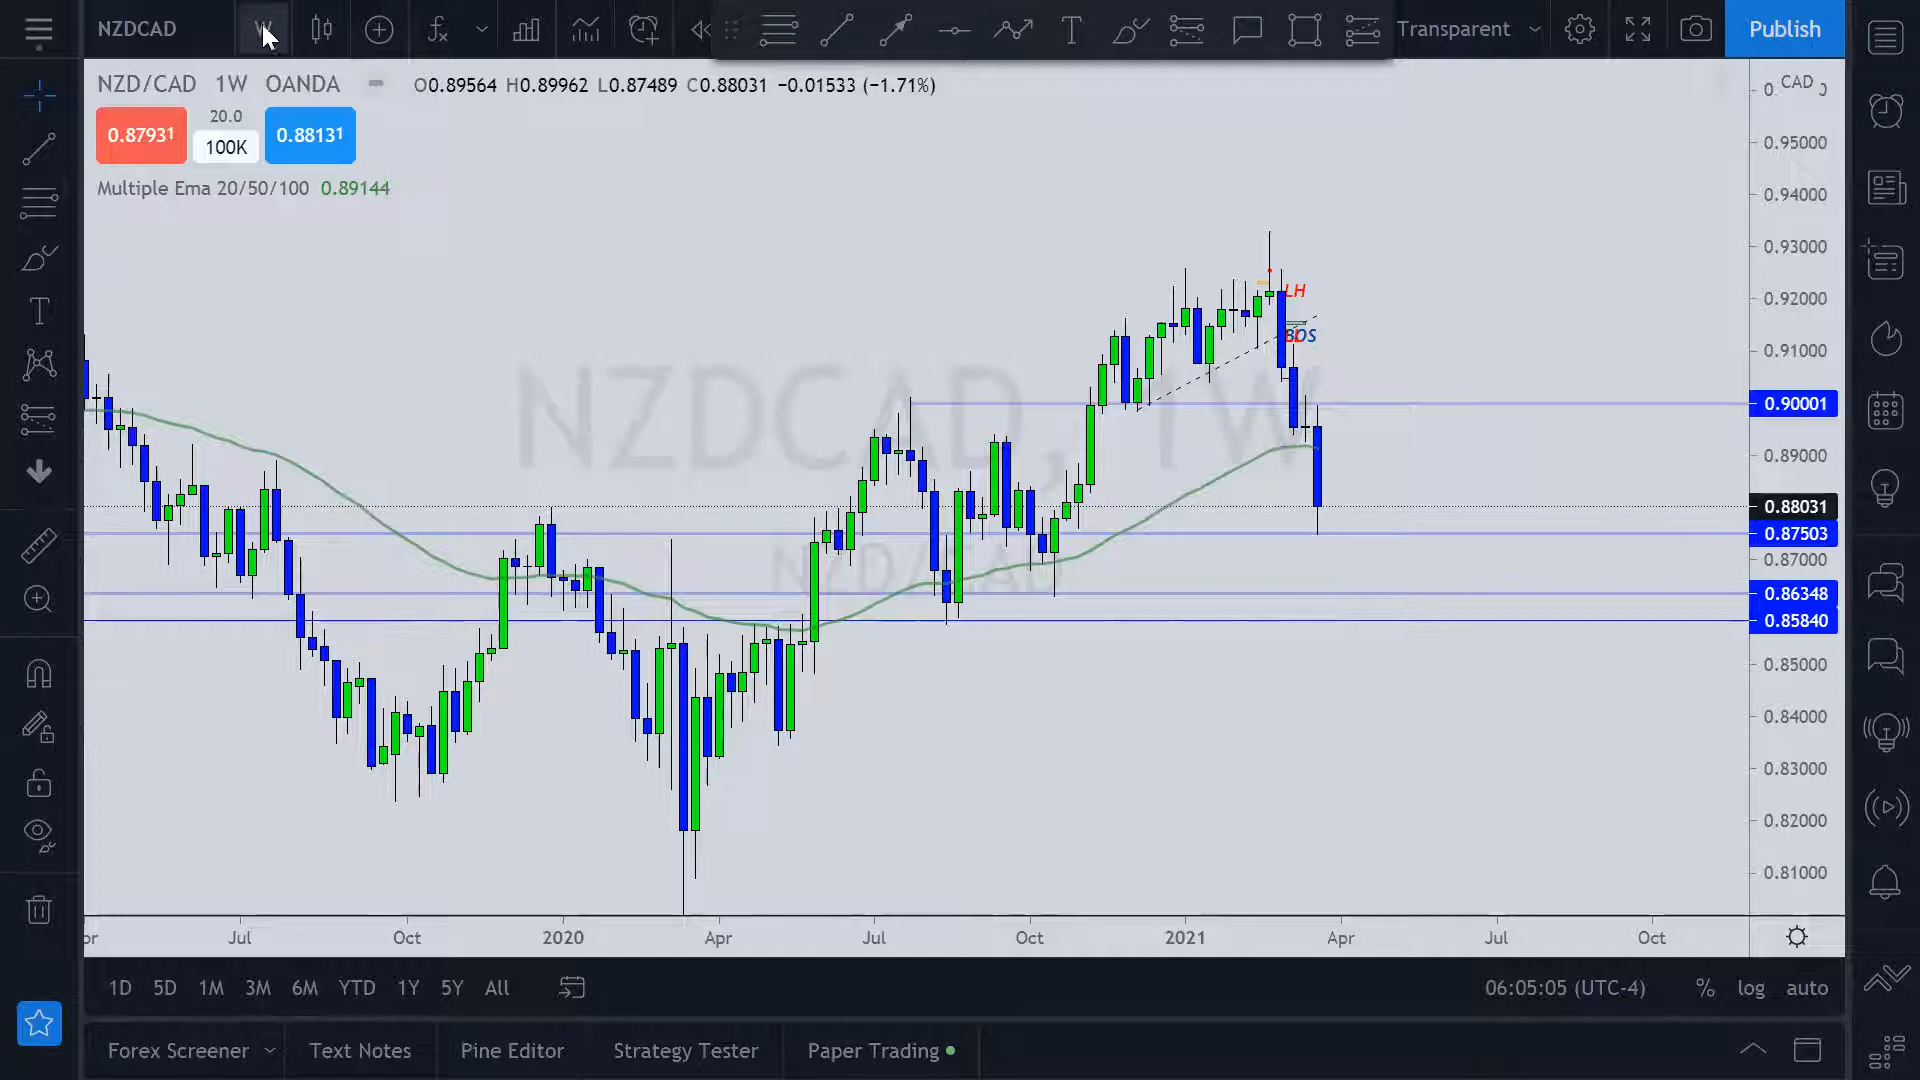 NZDCAD
W
Transparent
Publish
NZD/CAD 1W OANDA O0.89564 H0.89962 L0.87489 C0.88031 −0.01533 (−1.71%)
CAD
0.87931
20.0
100K
0.88131
Multiple Ema 20/50/100 0.89144
0.95000
0.94000
0.93000
0.92000
0.91000
0.90001
0.89000
0.88031
0.87503
0.87000
0.86348
0.85840
0.85000
0.84000
0.83000
0.82000
0.81000
LH
BOS
NZDCAD, 1W
NZD/CAD
Jul Oct 2020 Apr Jul Oct 2021 Apr Jul Oct
1D 5D 1M 3M 6M YTD 1Y 5Y All
06:05:05 (UTC-4) % log auto
Forex Screener Text Notes Pine Editor Strategy Tester Paper Trading